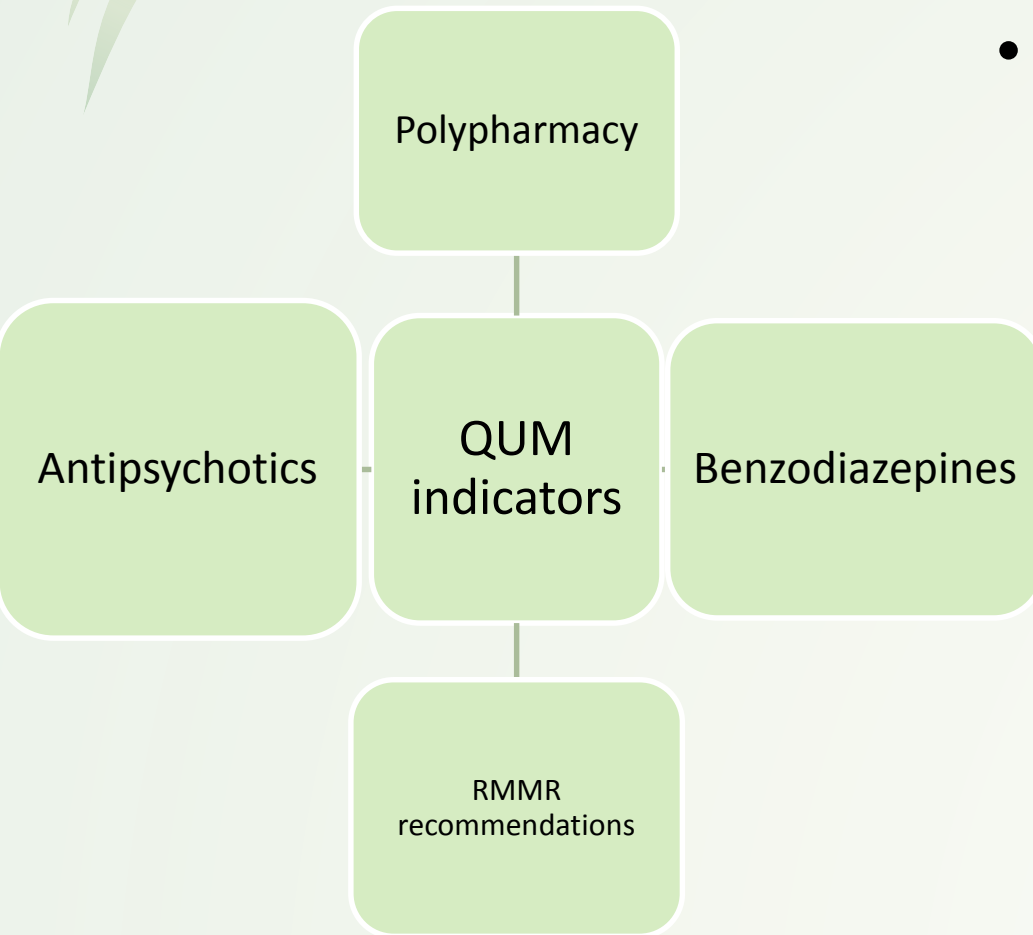 •
Polypharmacy
Antipsychotics
QUM
indicators
Benzodiazepines
RMMR
recommendations